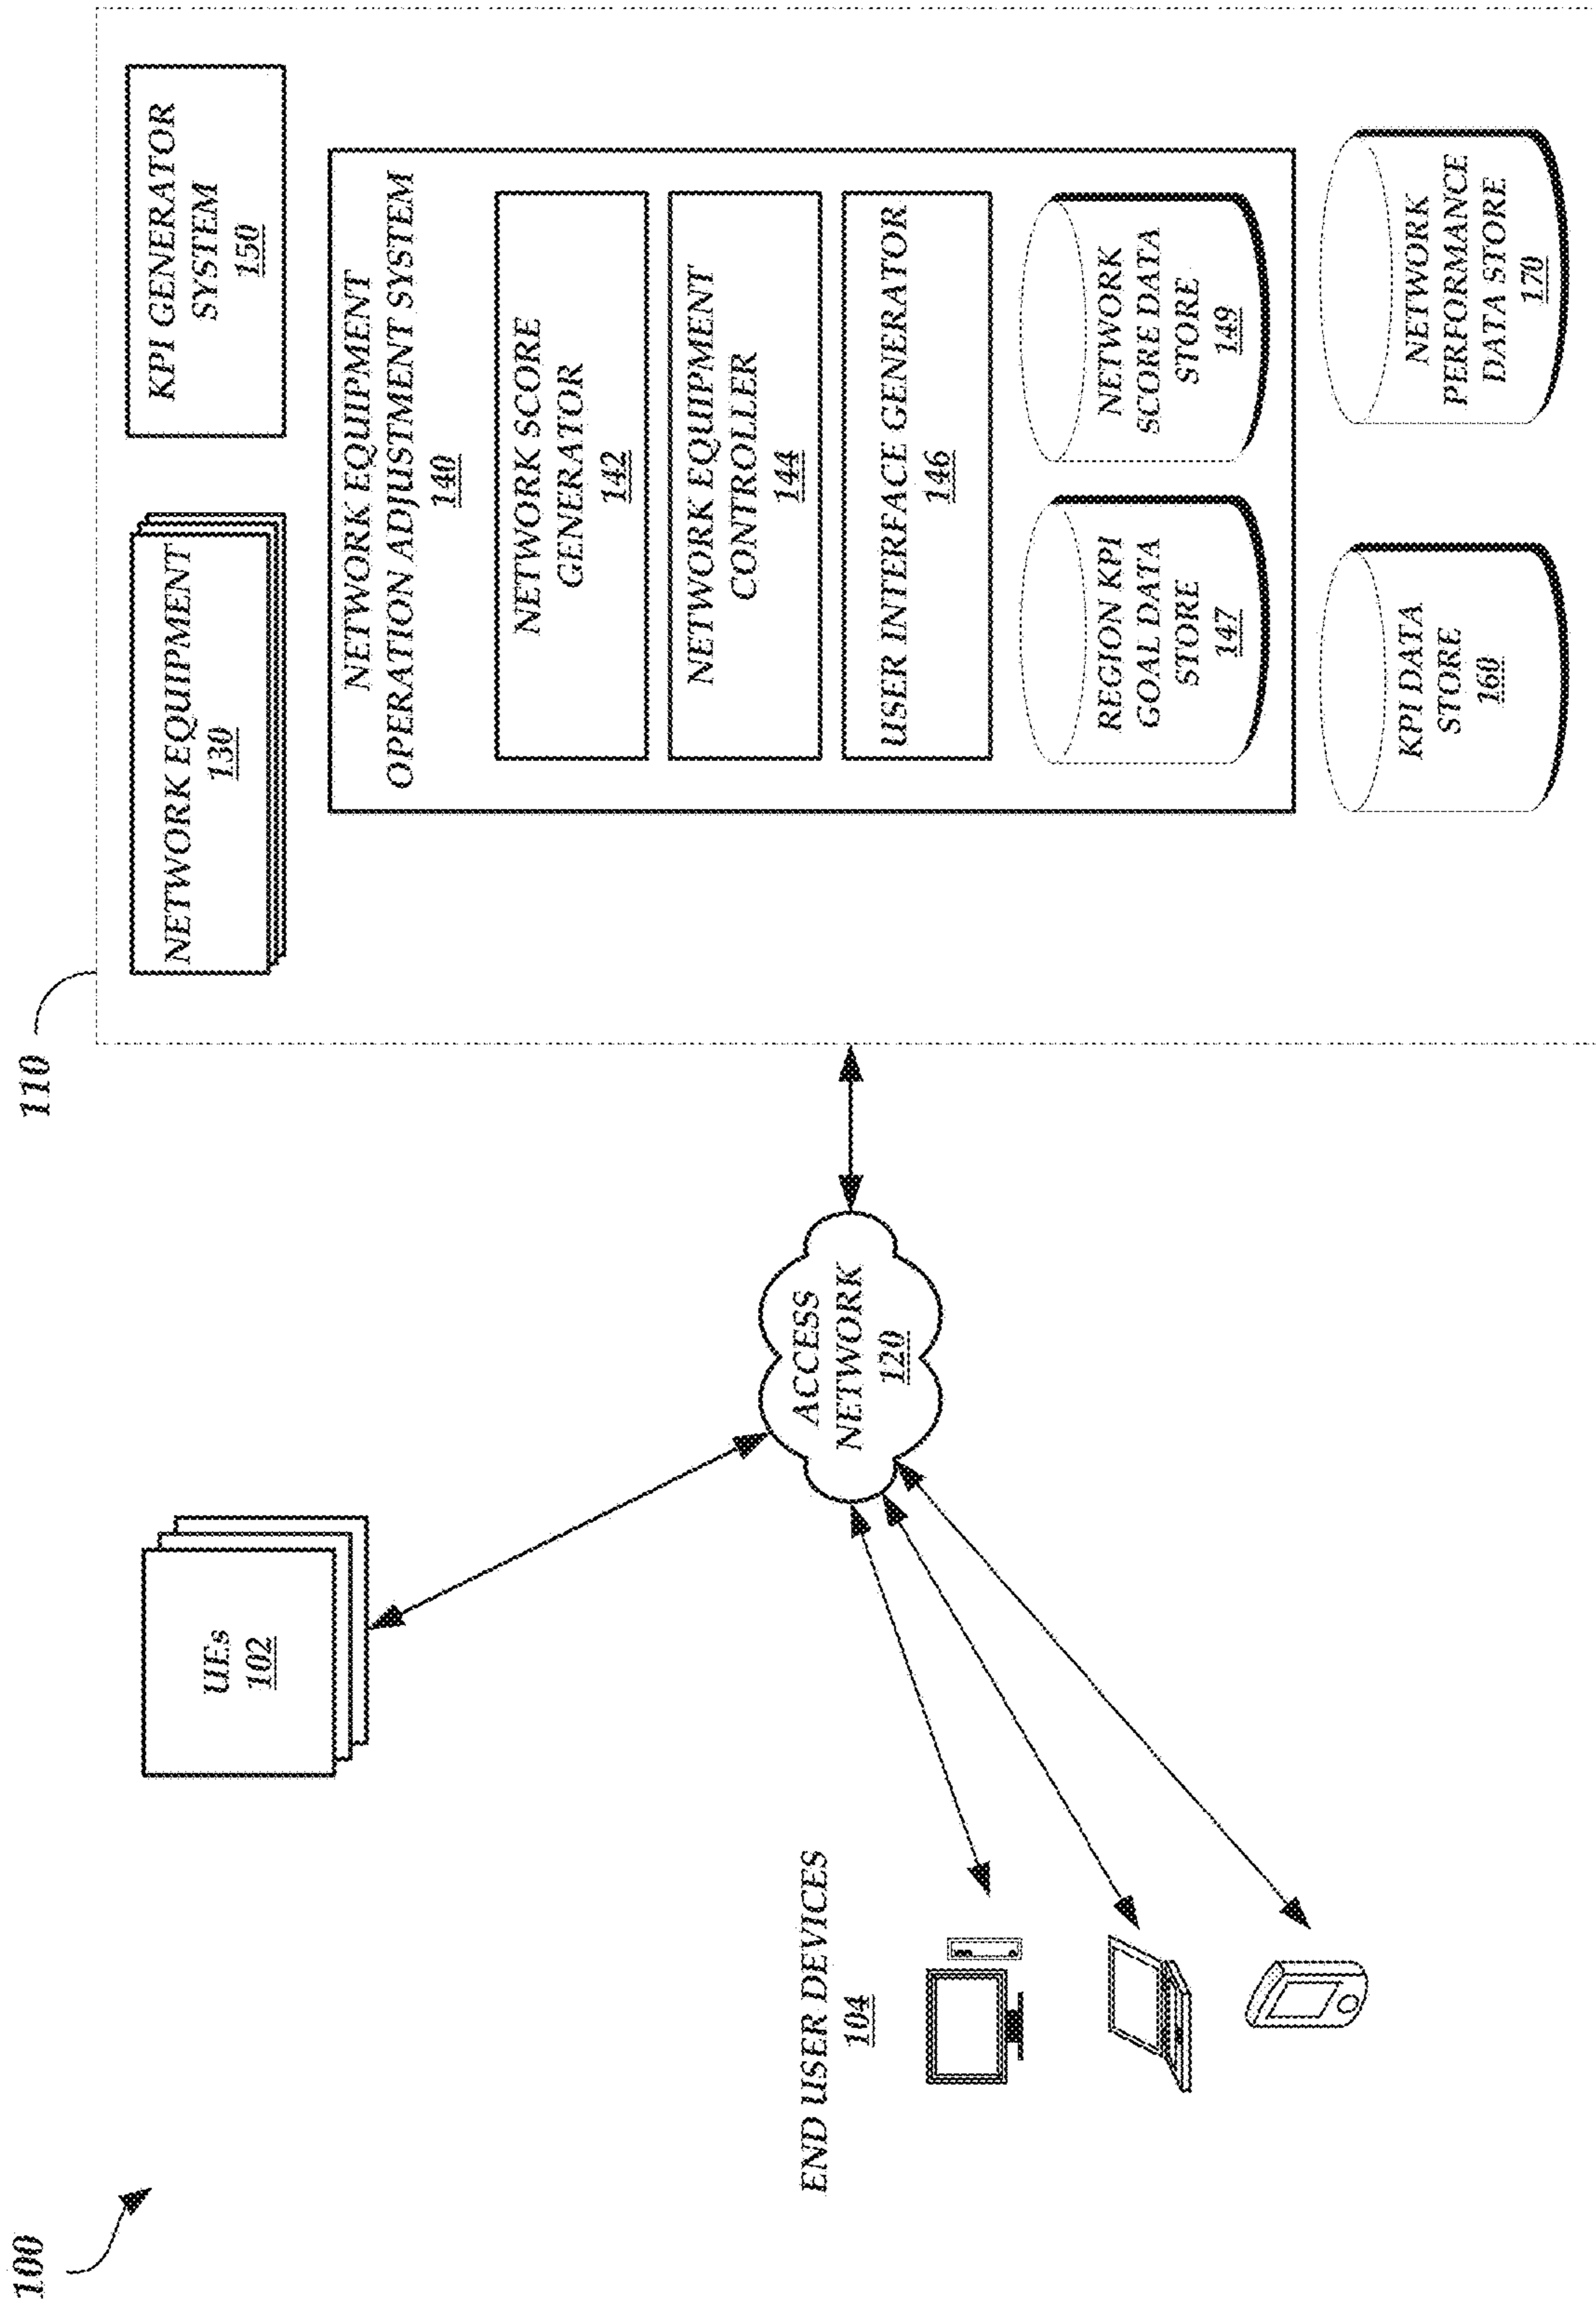 100
110
UEs
102
END USER DEVICES
104
ACCESS
NETWORK
120
NETWORK EQUIPMENT
130
KPI GENERATOR
SYSTEM
150
NETWORK EQUIPMENT
OPERATION ADJUSTMENT SYSTEM
140
NETWORK SCORE
GENERATOR
142
NETWORK EQUIPMENT
CONTROLLER
144
USER INTERFACE GENERATOR
146
REGION KPI
GOAL DATA
STORE
147
NETWORK
SCORE DATA
STORE
149
KPI DATA
STORE
160
NETWORK
PERFORMANCE
DATA STORE
170